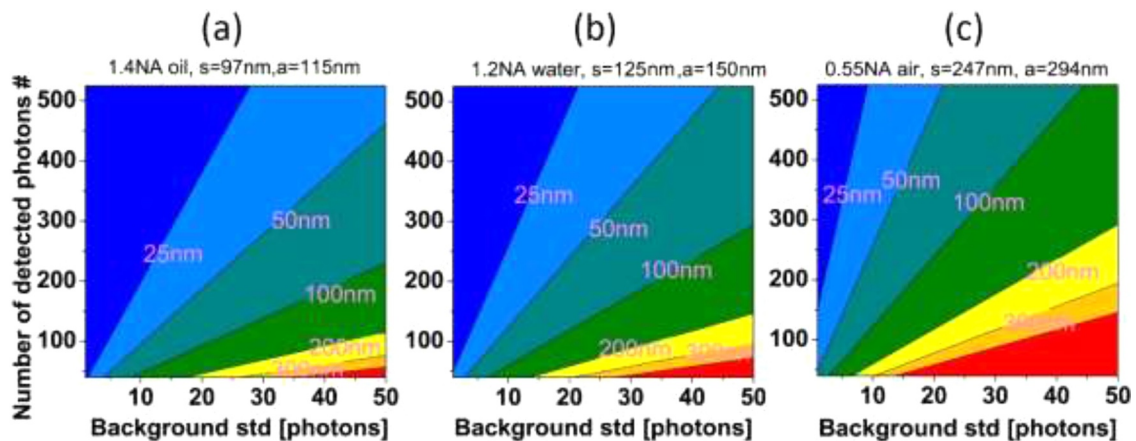 (a)
1.4NA oil, s=97nm,a=115nm
Number of detected photons #
500
400
300
200
100
25nm
50nm
100nm
200nm
300nm
10
20
30
40
50
Background std [photons]
(b)
1.2NA water, s=125nm,a=150nm
500
400
300
200
100
25nm
50nm
100nm
200nm
300nm
10
20
30
40
50
Background std [photons]
(c)
0.55NA air, s=247nm, a=294nm
500
400
300
200
100
25nm
50nm
100nm
200nm
300nm
10
20
30
40
50
Background std [photons]